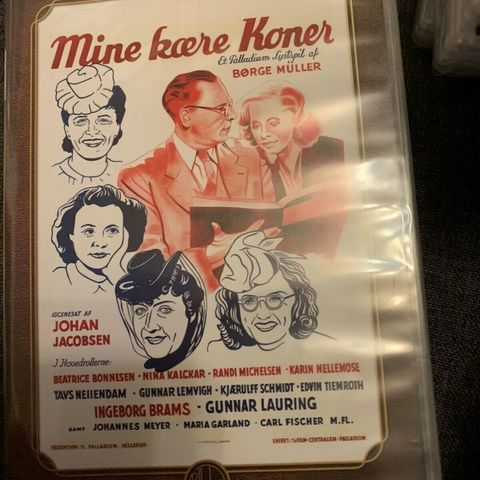 Mine kære Koner
Et Palladium Lystspil af
BØRGE MÜLLER
ISCENESAT AF
JOHAN
JACOBSEN
I Hovedrollerne:
BEATRICE BONNESEN · NINA KALCKAR · RANDI MICHELSEN · KARIN NELLEMOSE
TAVS NEIIENDAM · GUNNAR LEMVIGH · KJÆRULFF SCHMIDT · EDVIN TIEMROTH
INGEBORG BRAMS · GUNNAR LAURING
SAMT JOHANNES MEYER · MARIA GARLAND · CARL FISCHER M.FL.
PRODUKTION: A/S PALLADIUM HELLERUP.
ENERET: A/S FILM-CENTRALEN-PALLADIUM.